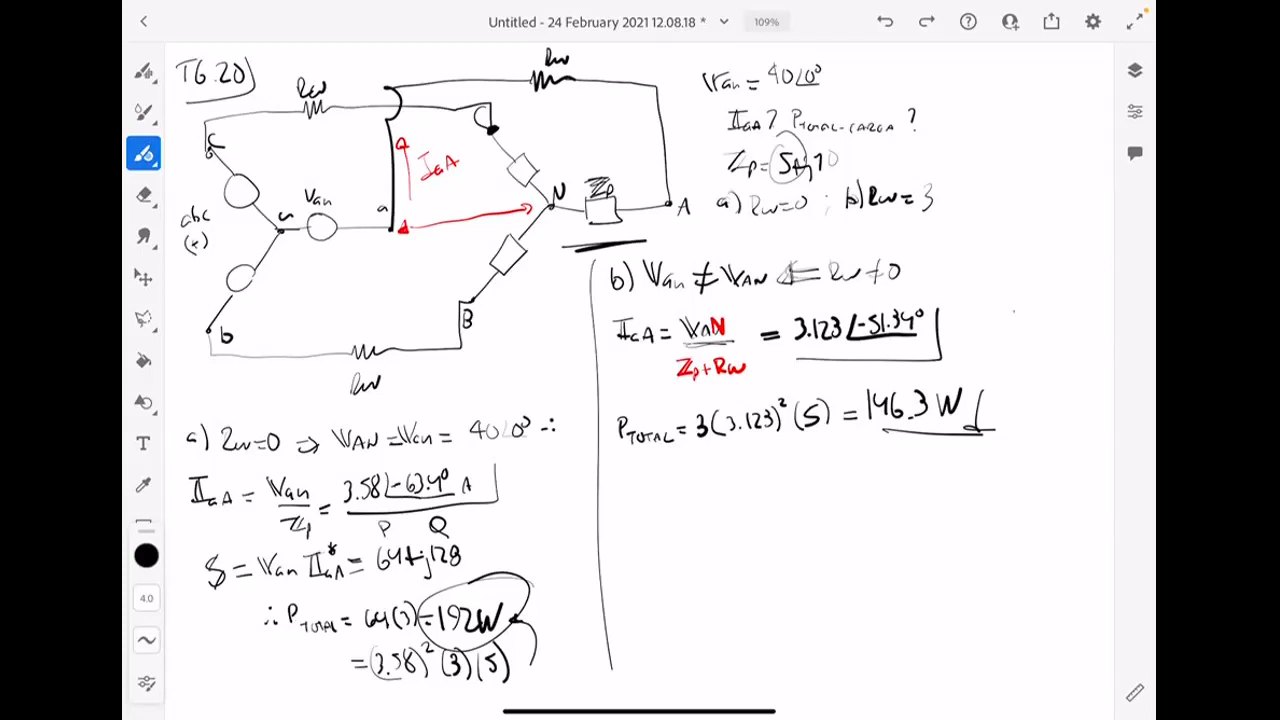 Untitled - 24 February 2021 12.08.18 *
109%
T6.20
Rw
Rw
C
C
Van
n
a
abc
(+)
IaA
N
Zp
A
b
B
Rw
Van = 40∠0°
IaA? PTOTAL-CARGA?
Zp = 5+j10
a) Rw=0 ; b) Rw=3
a) Rw=0 ⇒ VAN = Van = 40∠0° ∴
IaA = Van / Zp = 3.58∠-63.4° A
P Q
S = Van IaA* = 64+j128
∴ PTOTAL = 64(3) = 192W
= (3.58)² (3)(5)
b) Van ≠ VAN ⇐ Rw ≠ 0
IaA = VaN / Zp+Rw = 3.123∠-51.34°
PTOTAL = 3(3.123)² (5) = 146.3 W
T
4.0